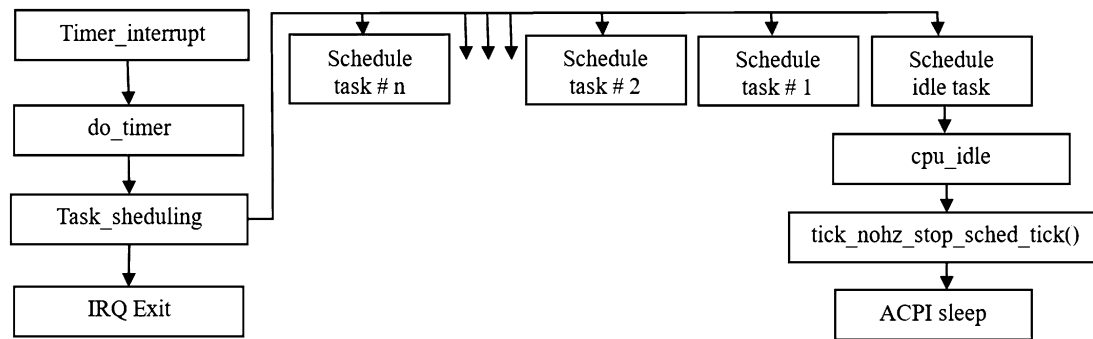 Timer_interrupt
do_timer
Task_sheduling
IRQ Exit
Schedule
task # n
Schedule
task # 2
Schedule
task # 1
Schedule
idle task
cpu_idle
tick_nohz_stop_sched_tick()
ACPI sleep